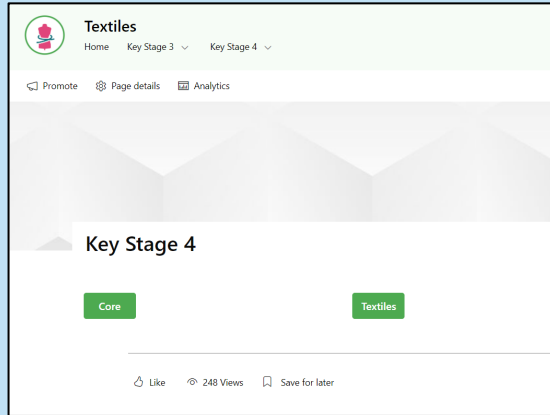 Textiles
Home Key Stage 3 Key Stage 4
Promote Page details Analytics
Key Stage 4
Core Textiles
Like 248 Views Save for later